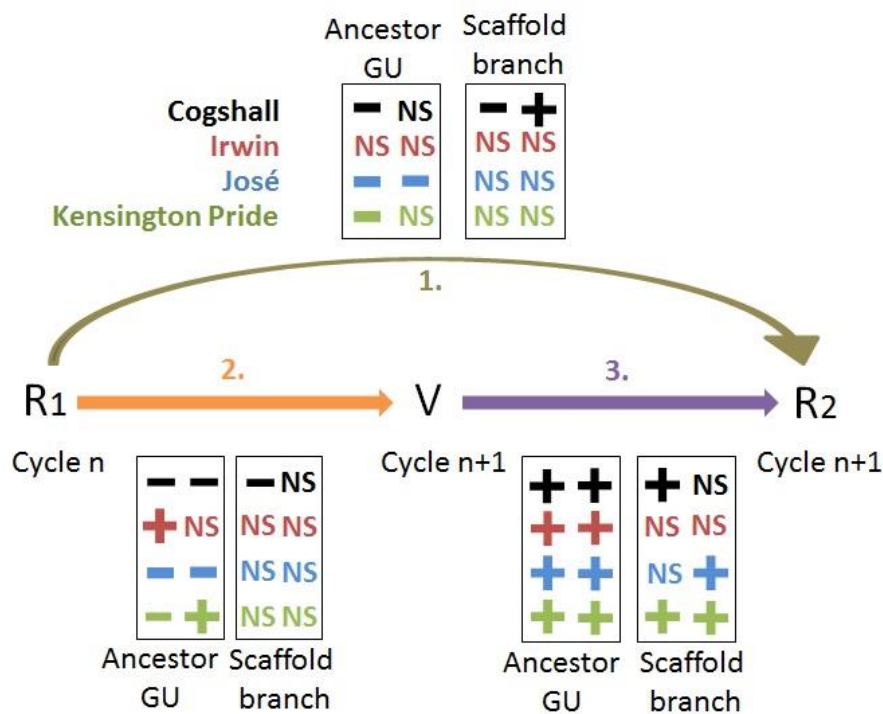 Ancestor GU Scaffold branch
Cogshall − NS − +
Irwin NS NS NS NS
José − − NS NS
Kensington Pride − NS NS NS
1.
2. 3.
R1 V R2
Cycle n Cycle n+1 Cycle n+1
− − − NS + + + NS
+ NS NS NS + + NS NS
− − NS NS + + NS +
− + NS NS + + + +
Ancestor GU Scaffold branch Ancestor GU Scaffold branch